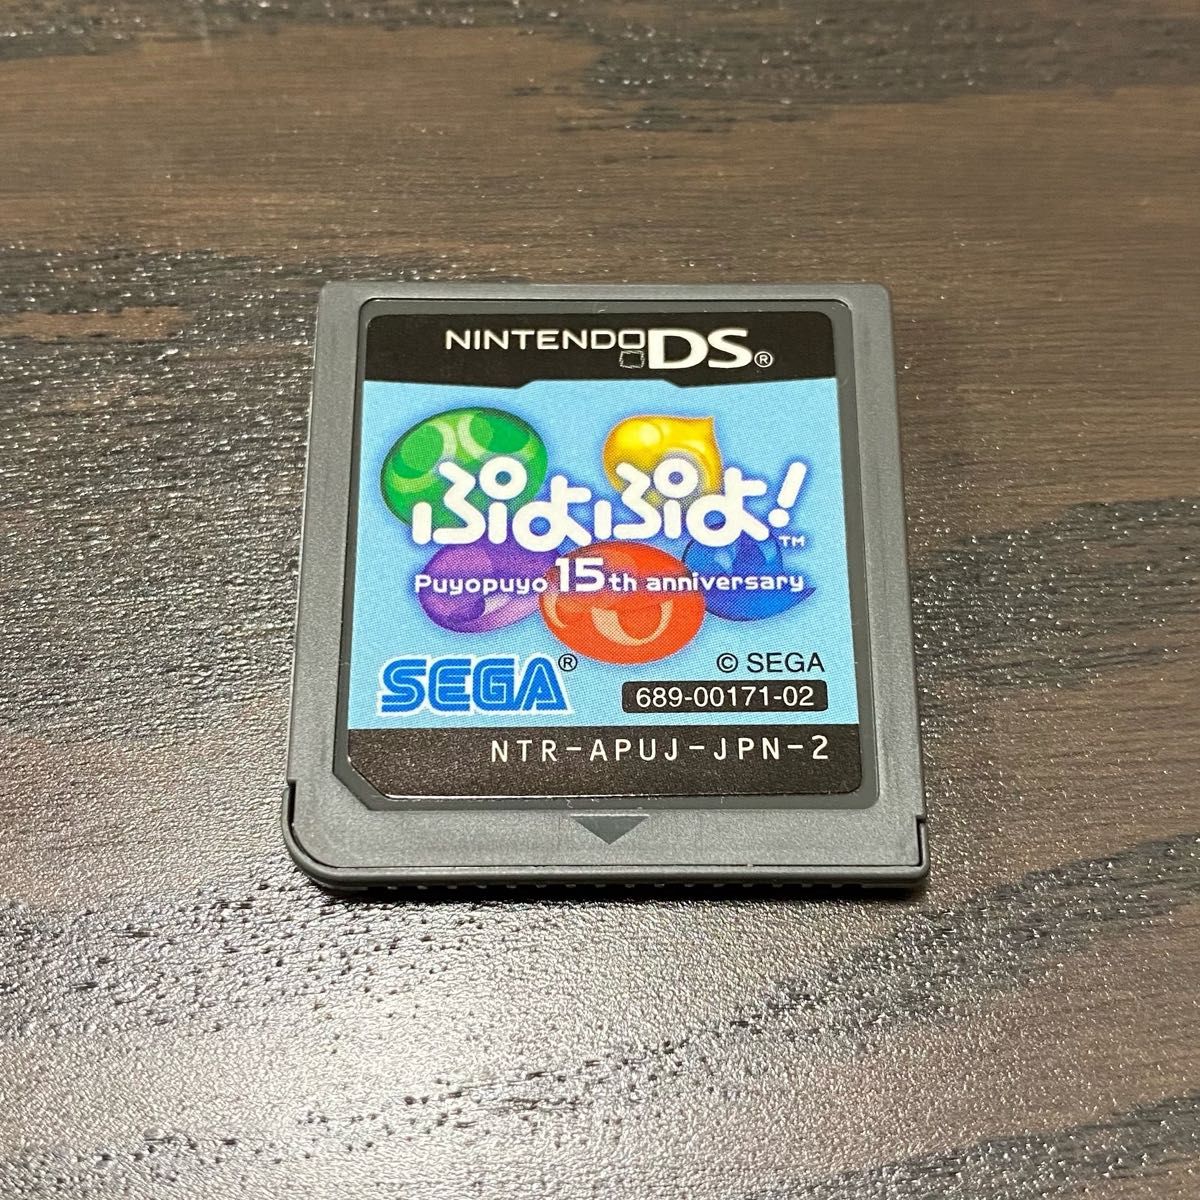 NINTENDO DS®
ぷよぷよ!™
Puyopuyo 15th anniversary
SEGA®
© SEGA
689-00171-02
NTR-APUJ-JPN-2